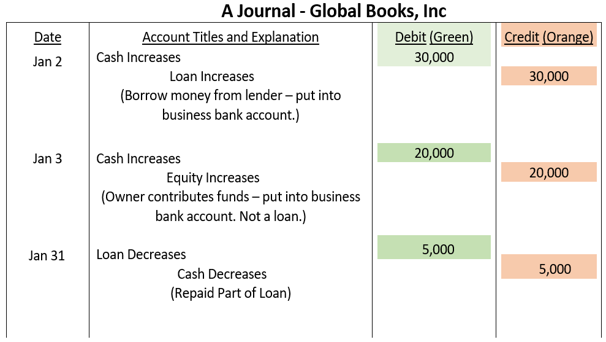 A Journal - Global Books, Inc
Date Account Titles and Explanation Debit (Green) Credit (Orange)
Jan 2 Cash Increases 30,000
Loan Increases 30,000
(Borrow money from lender – put into
business bank account.)
Jan 3 Cash Increases 20,000
Equity Increases 20,000
(Owner contributes funds – put into business
bank account. Not a loan.)
Jan 31 Loan Decreases 5,000
Cash Decreases 5,000
(Repaid Part of Loan)